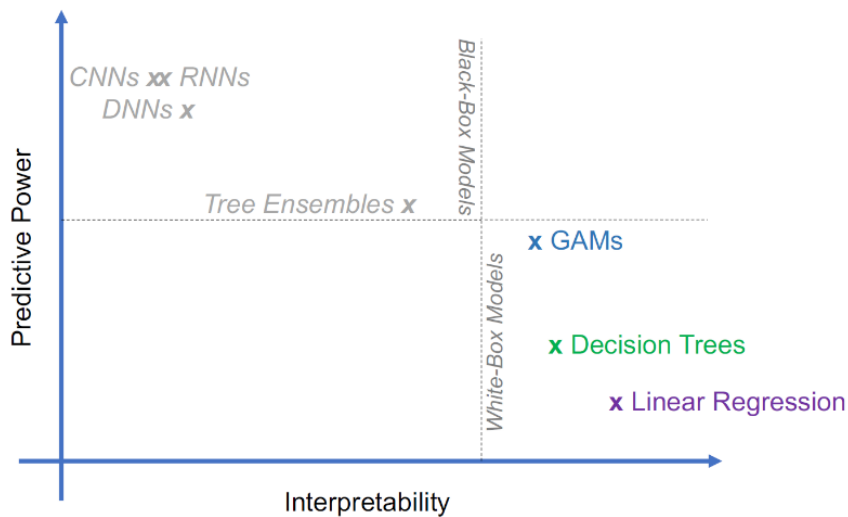 CNNs xx RNNs
DNNs x
Tree Ensembles x
Black-Box Models
White-Box Models
x GAMs
x Decision Trees
x Linear Regression
Predictive Power
Interpretability